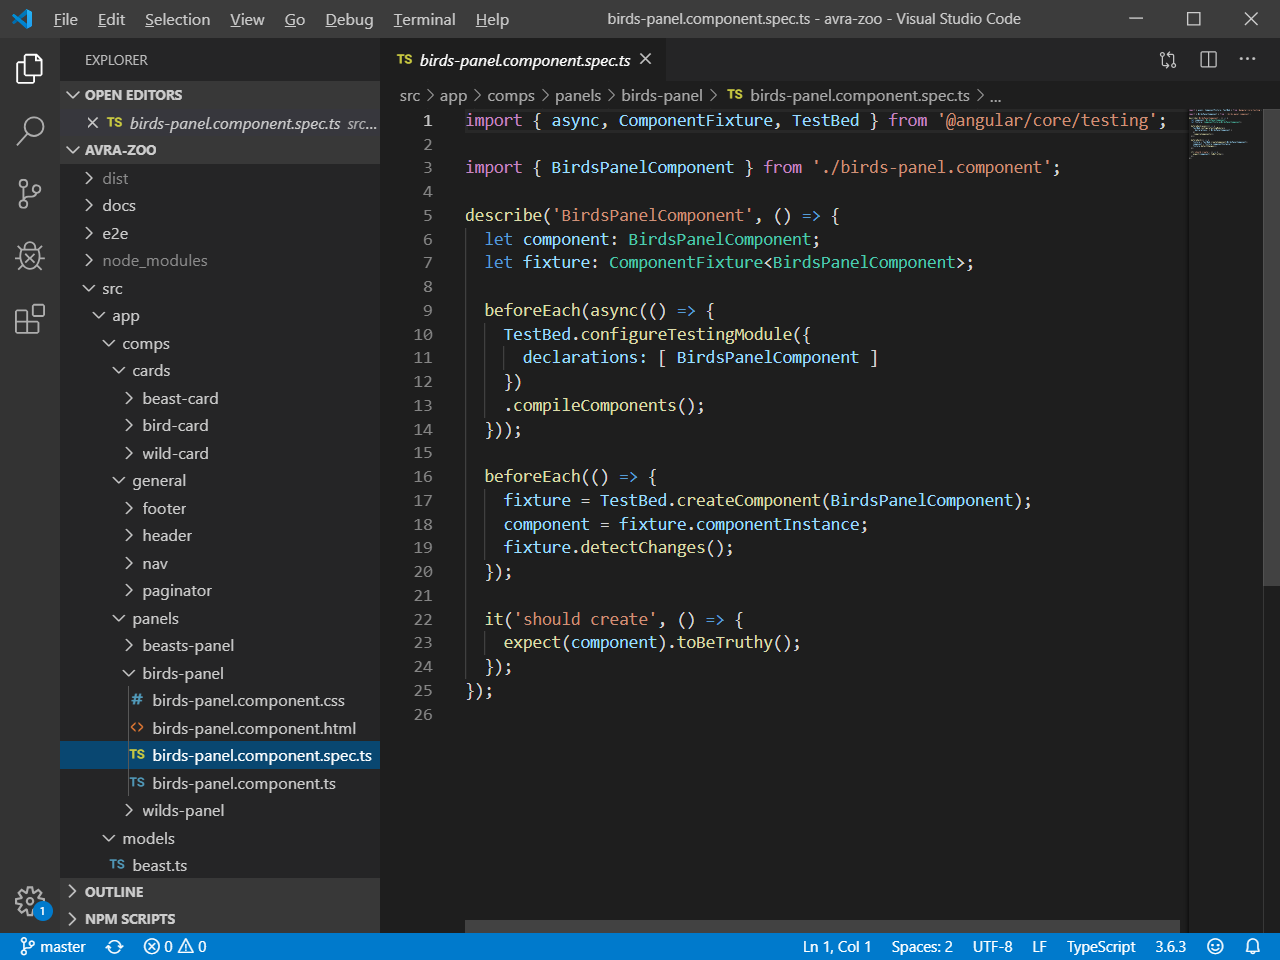 File Edit Selection View Go Debug Terminal Help birds-panel.component.spec.ts - avra-zoo - Visual Studio Code
EXPLORER
OPEN EDITORS
TS birds-panel.component.spec.ts src...
AVRA-ZOO
dist
docs
e2e
node_modules
src
app
comps
cards
beast-card
bird-card
wild-card
general
footer
header
nav
paginator
panels
beasts-panel
birds-panel
# birds-panel.component.css
<> birds-panel.component.html
TS birds-panel.component.spec.ts
TS birds-panel.component.ts
wilds-panel
models
TS beast.ts
OUTLINE
NPM SCRIPTS
1
TS birds-panel.component.spec.ts
src > app > comps > panels > birds-panel > TS birds-panel.component.spec.ts > ...
1 import { async, ComponentFixture, TestBed } from '@angular/core/testing';
2
3 import { BirdsPanelComponent } from './birds-panel.component';
4
5 describe('BirdsPanelComponent', () => {
6   let component: BirdsPanelComponent;
7   let fixture: ComponentFixture<BirdsPanelComponent>;
8
9   beforeEach(async(() => {
10     TestBed.configureTestingModule({
11       declarations: [ BirdsPanelComponent ]
12     })
13     .compileComponents();
14   }));
15
16   beforeEach(() => {
17     fixture = TestBed.createComponent(BirdsPanelComponent);
18     component = fixture.componentInstance;
19     fixture.detectChanges();
20   });
21
22   it('should create', () => {
23     expect(component).toBeTruthy();
24   });
25 });
26
master 0 0 Ln 1, Col 1 Spaces: 2 UTF-8 LF TypeScript 3.6.3